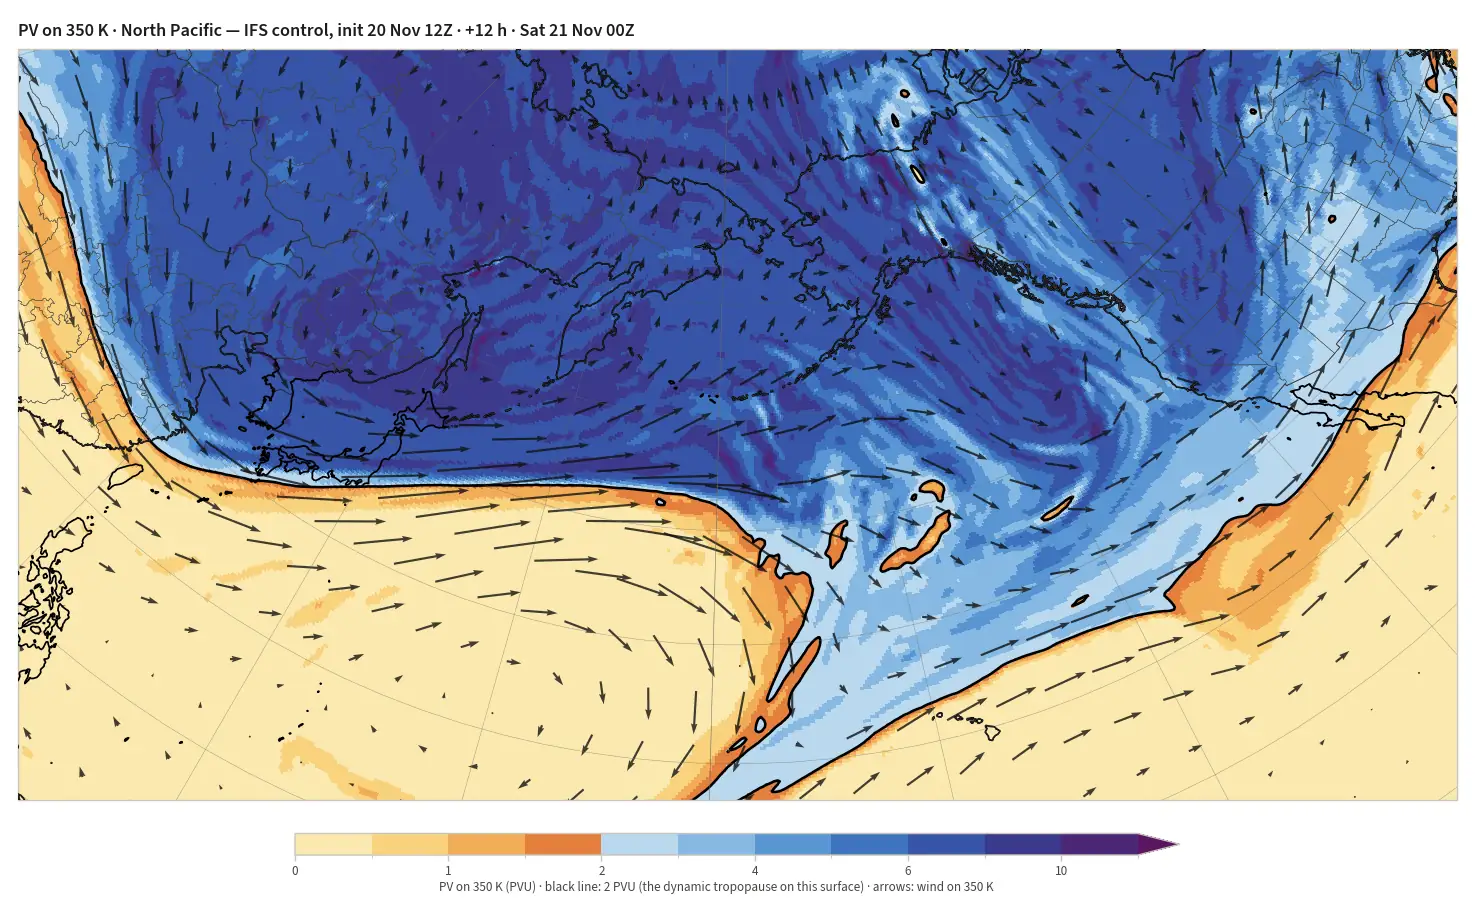 PV on 350 K · North Pacific — IFS control, init 20 Nov 12Z · +12 h · Sat 21 Nov 00Z
0 1 2 4 6 10
PV on 350 K (PVU) · black line: 2 PVU (the dynamic tropopause on this surface) · arrows: wind on 350 K